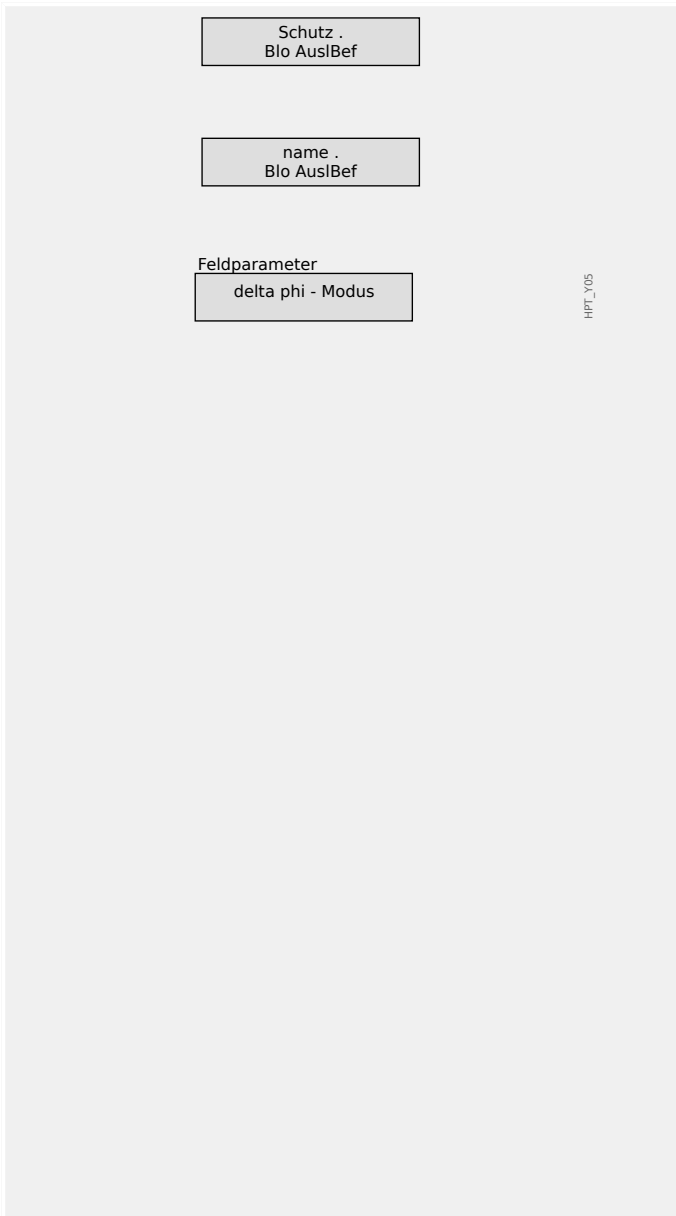 Schutz .
Blo AuslBef
name .
Blo AuslBef
Feldparameter
delta phi - Modus
HPT_Y05